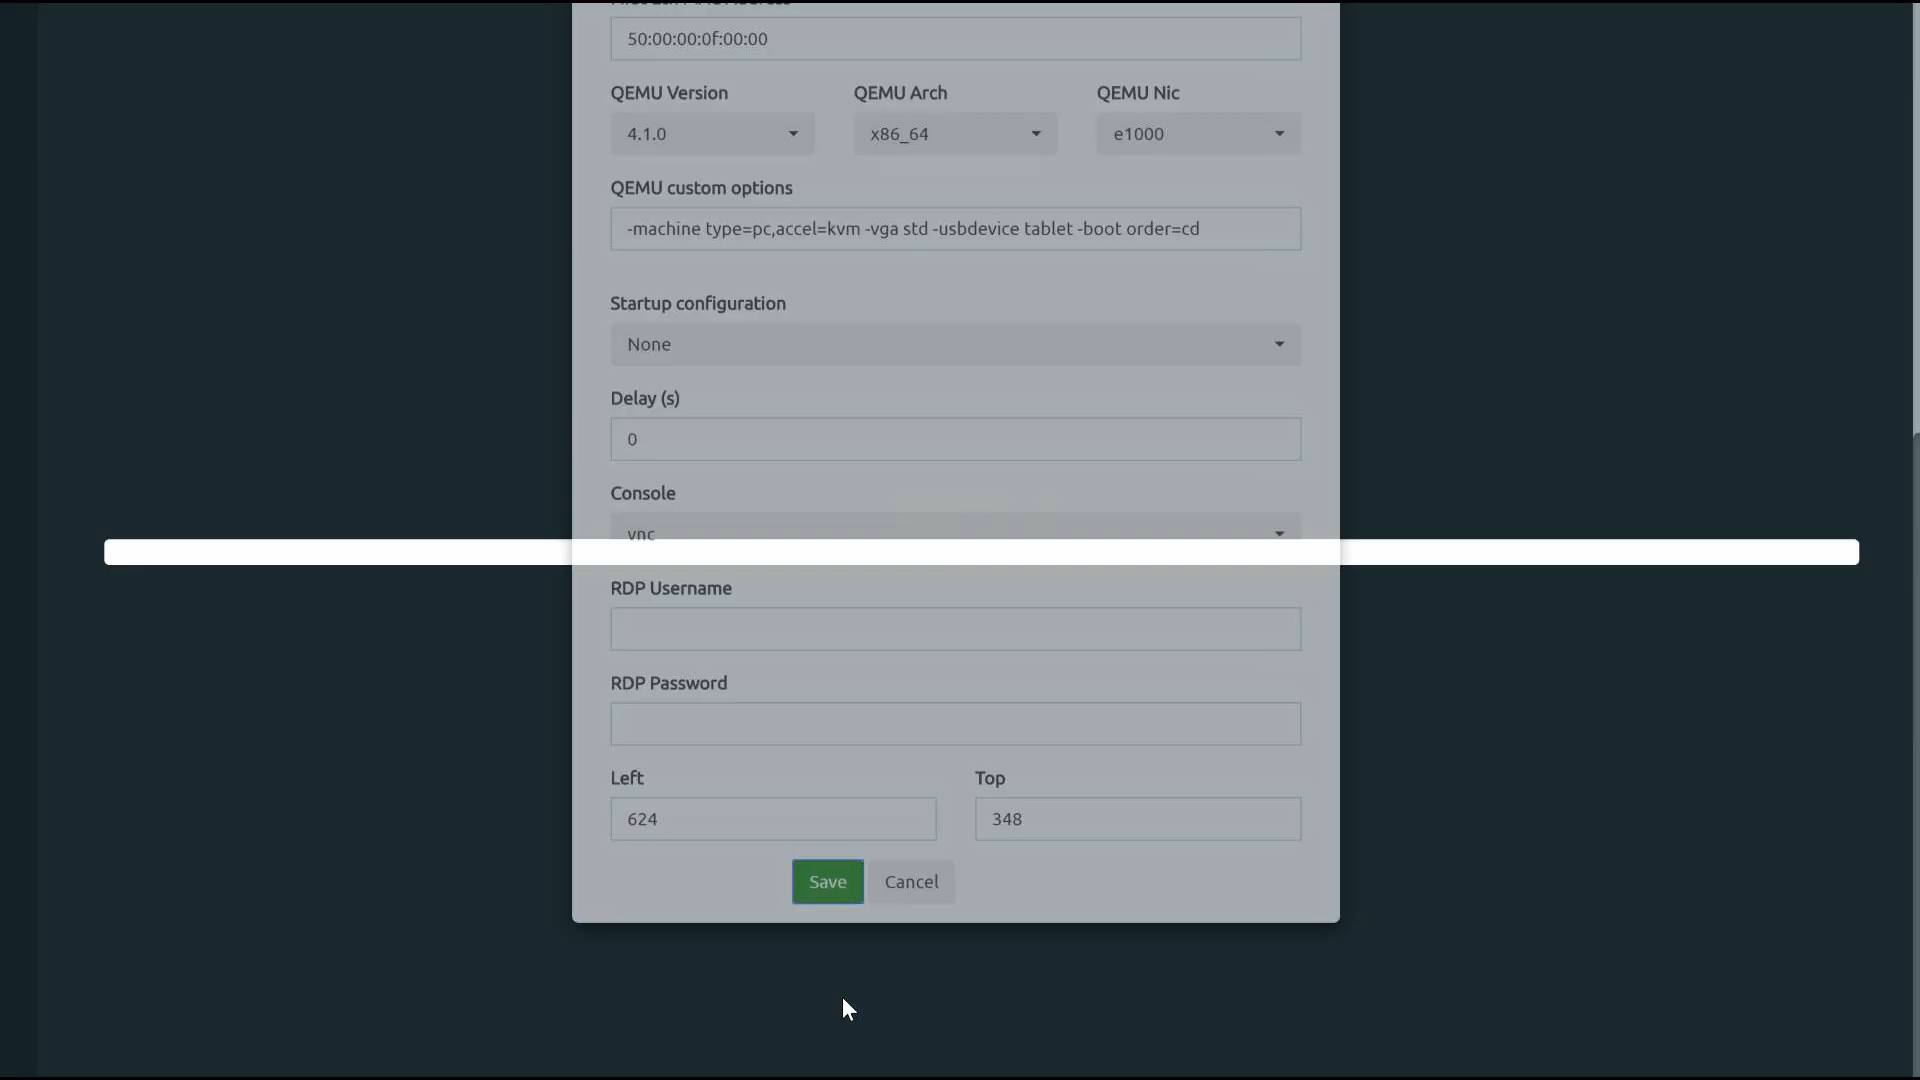 50:00:00:0f:00:00
QEMU Version QEMU Arch QEMU Nic
4.1.0 x86_64 e1000
QEMU custom options
-machine type=pc,accel=kvm -vga std -usbdevice tablet -boot order=cd
Startup configuration
None
Delay (s)
0
Console
vnc
RDP Username
RDP Password
Left Top
624 348
Save Cancel